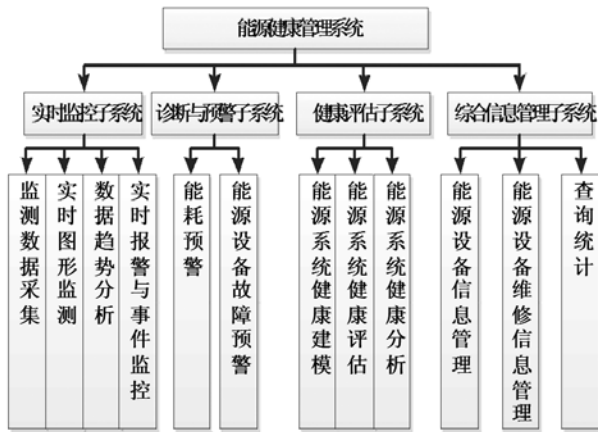 能源健康管理系统
实时监控子系统
诊断与预警子系统
健康评估子系统
综合信息管理子系统
监测数据采集
实时图形监测
数据趋势分析
实时报警与事件监控
能耗预警
能源设备故障预警
能源系统健康建模
能源系统健康评估
能源系统健康分析
能源设备信息管理
能源设备维修信息管理
查询统计